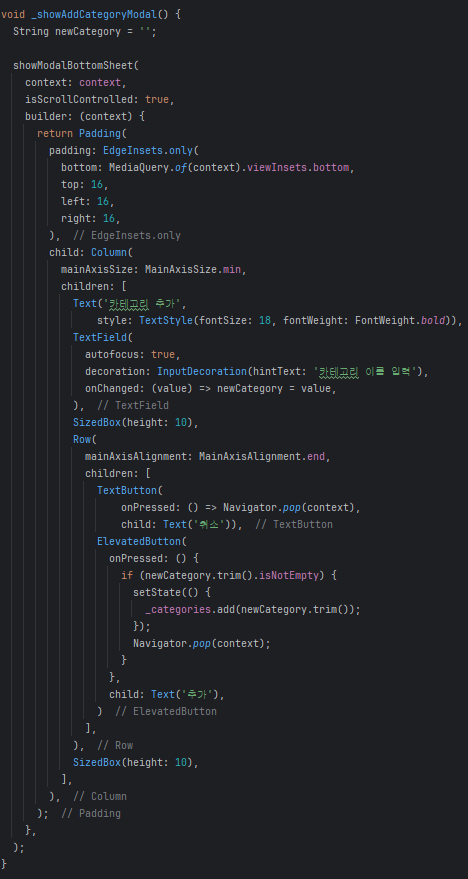 void _showAddCategoryModal() {
  String newCategory = '';

  showModalBottomSheet(
    context: context,
    isScrollControlled: true,
    builder: (context) {
      return Padding(
        padding: EdgeInsets.only(
          bottom: MediaQuery.of(context).viewInsets.bottom,
          top: 16,
          left: 16,
          right: 16,
        ),  // EdgeInsets.only
        child: Column(
          mainAxisSize: MainAxisSize.min,
          children: [
            Text('카테고리 추가',
                style: TextStyle(fontSize: 18, fontWeight: FontWeight.bold)),
            TextField(
              autofocus: true,
              decoration: InputDecoration(hintText: '카테고리 이름 입력'),
              onChanged: (value) => newCategory = value,
            ),  // TextField
            SizedBox(height: 10),
            Row(
              mainAxisAlignment: MainAxisAlignment.end,
              children: [
                TextButton(
                    onPressed: () => Navigator.pop(context),
                    child: Text('취소')),  // TextButton
                ElevatedButton(
                  onPressed: () {
                    if (newCategory.trim().isNotEmpty) {
                      setState(() {
                        _categories.add(newCategory.trim());
                      });
                      Navigator.pop(context);
                    }
                  },
                  child: Text('추가'),
                )  // ElevatedButton
              ],
            ),  // Row
            SizedBox(height: 10),
          ],
        ),  // Column
      );  // Padding
    },
  );
}